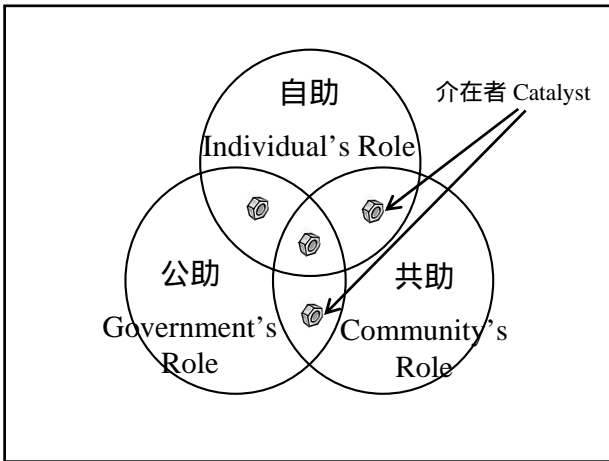 自助
介在者 Catalyst
Individual’s Role
公助
共助
Government’s
Role
Community’s
Role